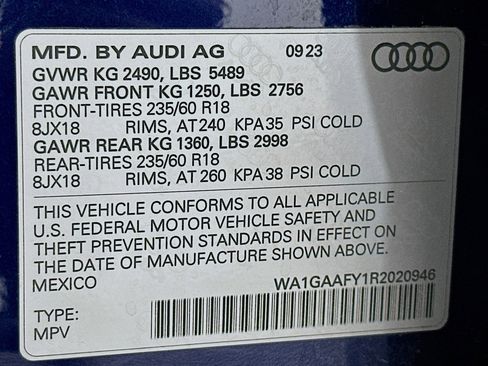 MFD. BY AUDI AG 09 23
GVWR KG 2490, LBS 5489
GAWR FRONT KG 1250, LBS 2756
FRONT-TIRES 235/60 R18
8JX18 RIMS, AT 240 KPA 35 PSI COLD
GAWR REAR KG 1360, LBS 2998
REAR-TIRES 235/60 R18
8JX18 RIMS, AT 260 KPA 38 PSI COLD
THIS VEHICLE CONFORMS TO ALL APPLICABLE
U.S. FEDERAL MOTOR VEHICLE SAFETY AND
THEFT PREVENTION STANDARDS IN EFFECT ON
THE DATE OF MANUFACTURE SHOWN ABOVE.
MEXICO WA1GAAFY1R2020946
TYPE:
MPV